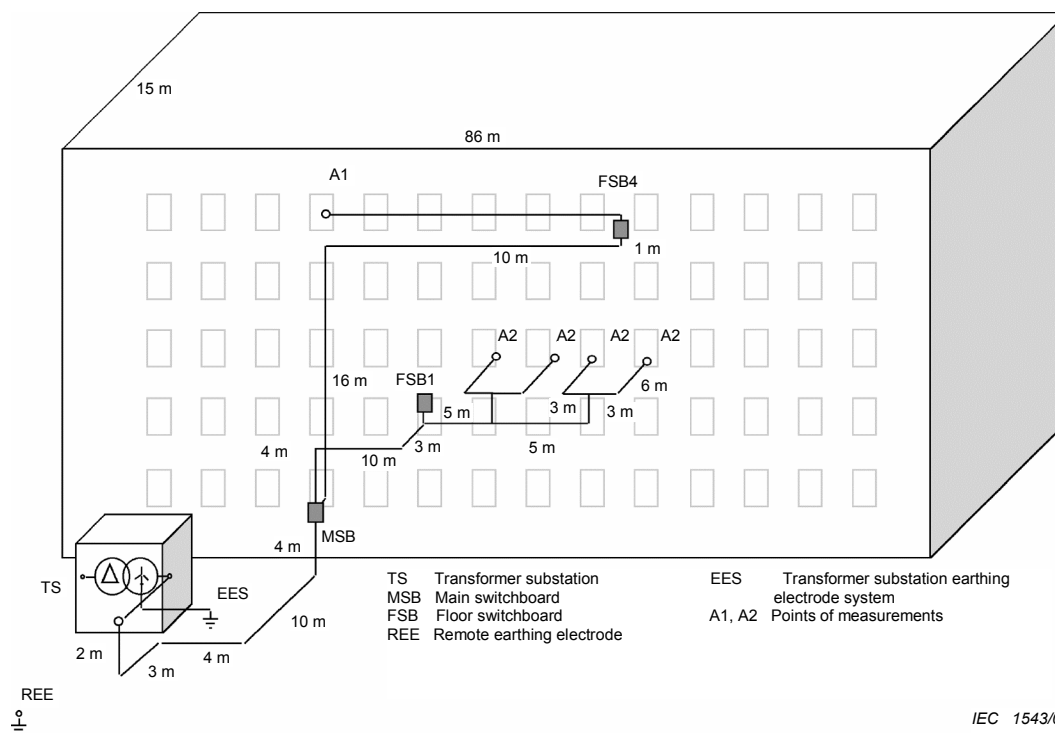 15 m
86 m
A1
FSB4
1 m
10 m
A2
A2
A2
A2
16 m
FSB1
6 m
5 m
3 m
3 m
4 m
10 m
3 m
5 m
MSB
4 m
TS
EES
10 m
2 m
4 m
3 m
REE
TS Transformer substation
MSB Main switchboard
FSB Floor switchboard
REE Remote earthing electrode
EES Transformer substation earthing
electrode system
A1, A2 Points of measurements
IEC 1543/